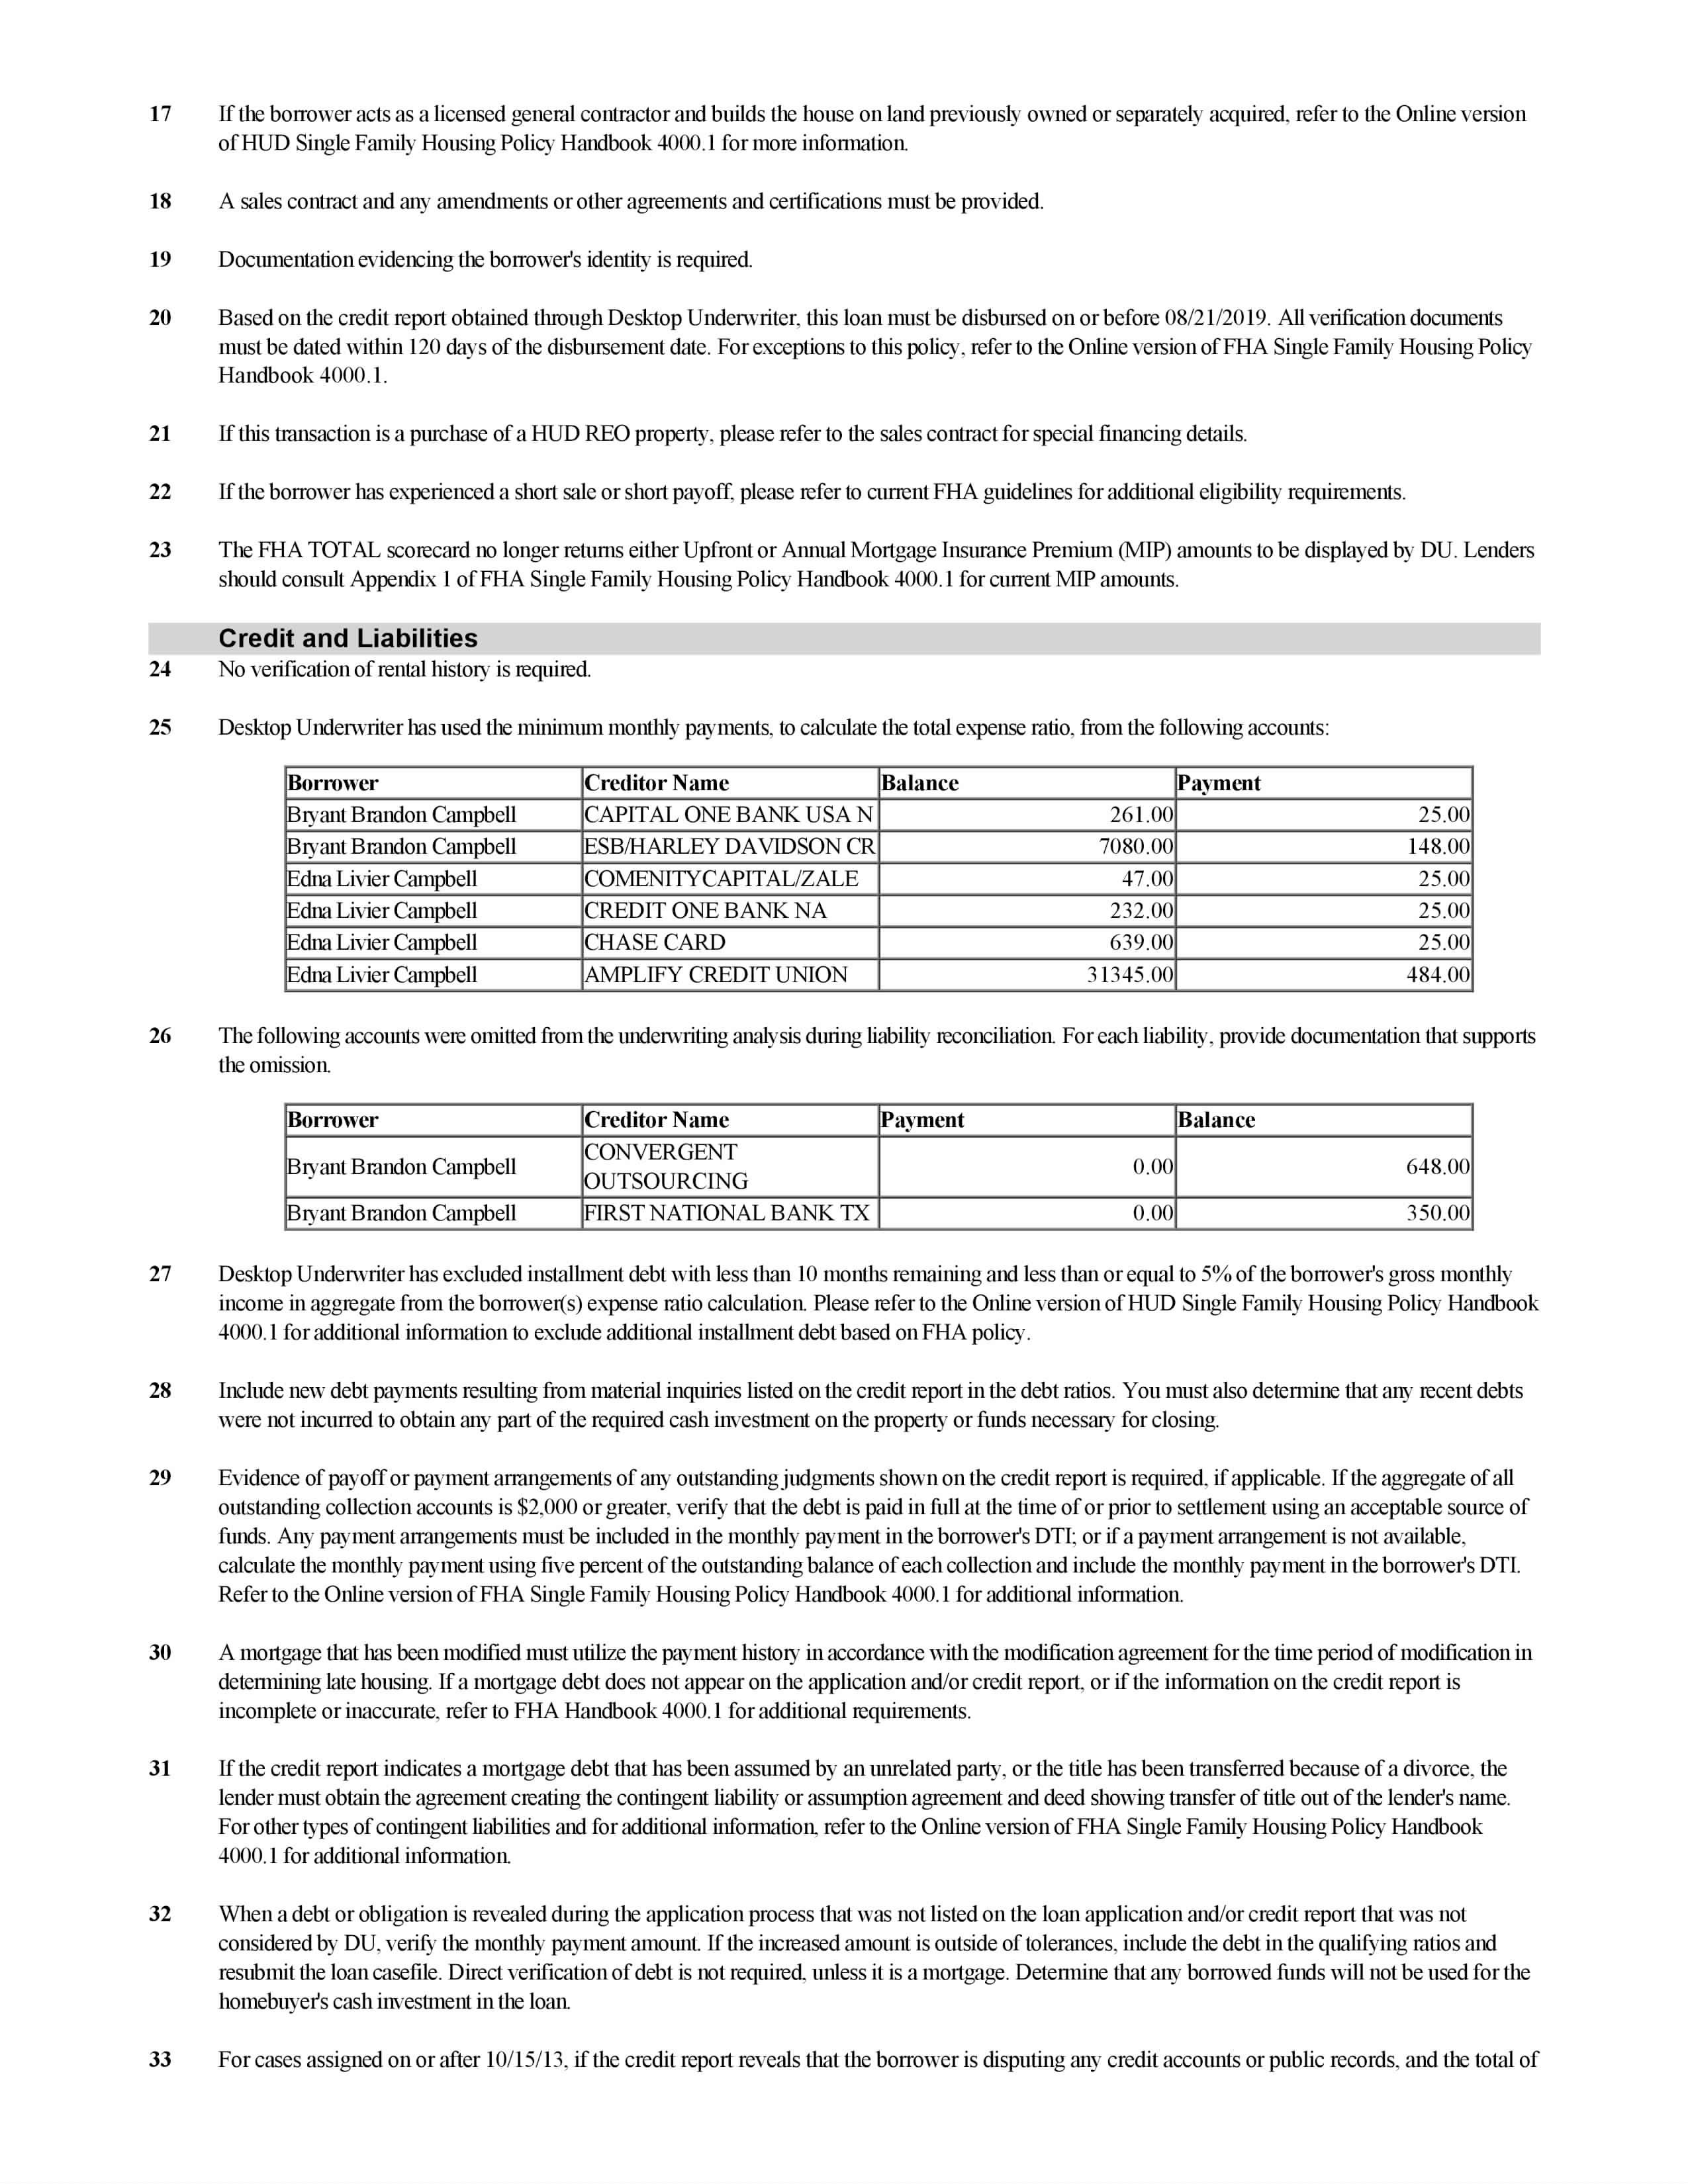 17 If the borrower acts as a licensed general contractor and builds the house on land previously owned or separately acquired, refer to the Online version
of HUD Single Family Housing Policy Handbook 4000.1 for more information.
18 A sales contract and any amendments or other agreements and certifications must be provided.
19 Documentation evidencing the borrower's identity is required.
20 Based on the credit report obtained through Desktop Underwriter, this loan must be disbursed on or before 08/21/2019. All verification documents
must be dated within 120 days of the disbursement date. For exceptions to this policy, refer to the Online version of FHA Single Family Housing Policy
Handbook 4000.1.
21 If this transaction is a purchase of a HUD REO property, please refer to the sales contract for special financing details.
22 If the borrower has experienced a short sale or short payoff, please refer to current FHA guidelines for additional eligibility requirements.
23 The FHA TOTAL scorecard no longer returns either Upfront or Annual Mortgage Insurance Premium (MIP) amounts to be displayed by DU. Lenders
should consult Appendix 1 of FHA Single Family Housing Policy Handbook 4000.1 for current MIP amounts.
Credit and Liabilities
24 No verification of rental history is required.
25 Desktop Underwriter has used the minimum monthly payments, to calculate the total expense ratio, from the following accounts:
Borrower Creditor Name Balance Payment
Bryant Brandon Campbell CAPITAL ONE BANK USA N 261.00 25.00
Bryant Brandon Campbell ESB/HARLEY DAVIDSON CR 7080.00 148.00
Edna Livier Campbell COMENITYCAPITAL/ZALE 47.00 25.00
Edna Livier Campbell CREDIT ONE BANK NA 232.00 25.00
Edna Livier Campbell CHASE CARD 639.00 25.00
Edna Livier Campbell AMPLIFY CREDIT UNION 31345.00 484.00
26 The following accounts were omitted from the underwriting analysis during liability reconciliation. For each liability, provide documentation that supports
the omission.
Borrower Creditor Name Payment Balance
Bryant Brandon Campbell CONVERGENT
OUTSOURCING 0.00 648.00
Bryant Brandon Campbell FIRST NATIONAL BANK TX 0.00 350.00
27 Desktop Underwriter has excluded installment debt with less than 10 months remaining and less than or equal to 5% of the borrower's gross monthly
income in aggregate from the borrower(s) expense ratio calculation. Please refer to the Online version of HUD Single Family Housing Policy Handbook
4000.1 for additional information to exclude additional installment debt based on FHA policy.
28 Include new debt payments resulting from material inquiries listed on the credit report in the debt ratios. You must also determine that any recent debts
were not incurred to obtain any part of the required cash investment on the property or funds necessary for closing.
29 Evidence of payoff or payment arrangements of any outstanding judgments shown on the credit report is required, if applicable. If the aggregate of all
outstanding collection accounts is $2,000 or greater, verify that the debt is paid in full at the time of or prior to settlement using an acceptable source of
funds. Any payment arrangements must be included in the monthly payment in the borrower's DTI; or if a payment arrangement is not available,
calculate the monthly payment using five percent of the outstanding balance of each collection and include the monthly payment in the borrower's DTI.
Refer to the Online version of FHA Single Family Housing Policy Handbook 4000.1 for additional information.
30 A mortgage that has been modified must utilize the payment history in accordance with the modification agreement for the time period of modification in
determining late housing. If a mortgage debt does not appear on the application and/or credit report, or if the information on the credit report is
incomplete or inaccurate, refer to FHA Handbook 4000.1 for additional requirements.
31 If the credit report indicates a mortgage debt that has been assumed by an unrelated party, or the title has been transferred because of a divorce, the
lender must obtain the agreement creating the contingent liability or assumption agreement and deed showing transfer of title out of the lender's name.
For other types of contingent liabilities and for additional information, refer to the Online version of FHA Single Family Housing Policy Handbook
4000.1 for additional information.
32 When a debt or obligation is revealed during the application process that was not listed on the loan application and/or credit report that was not
considered by DU, verify the monthly payment amount. If the increased amount is outside of tolerances, include the debt in the qualifying ratios and
resubmit the loan casefile. Direct verification of debt is not required, unless it is a mortgage. Determine that any borrowed funds will not be used for the
homebuyer's cash investment in the loan.
33 For cases assigned on or after 10/15/13, if the credit report reveals that the borrower is disputing any credit accounts or public records, and the total of